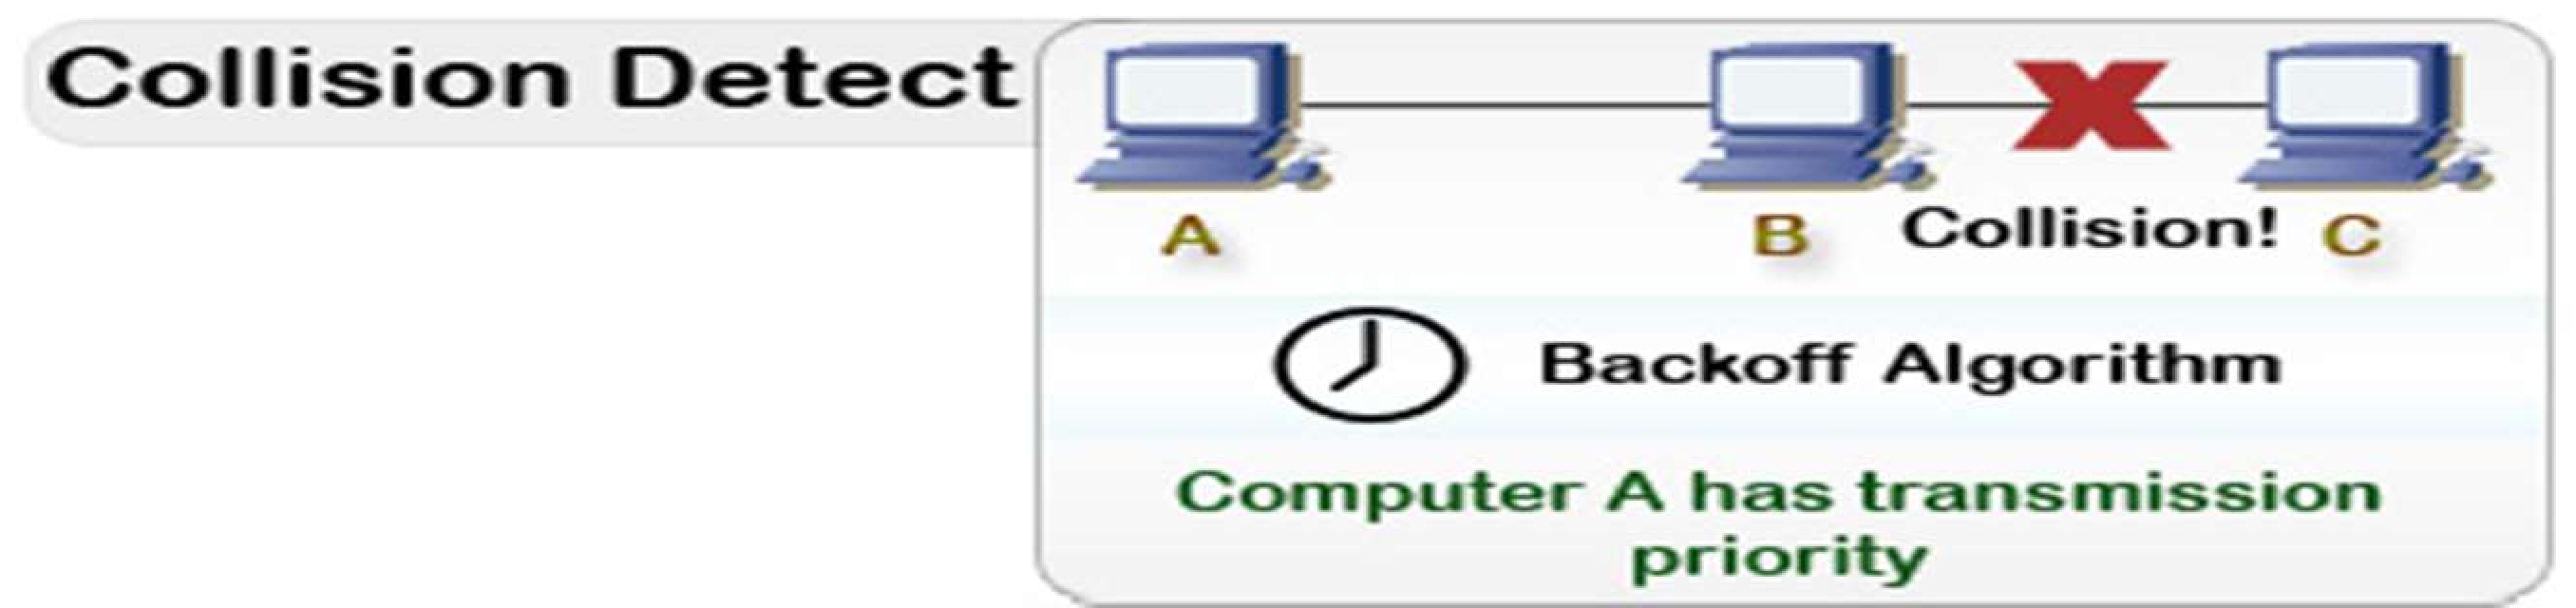 Collision Detect
A B Collision! C
Backoff Algorithm
Computer A has transmission
priority